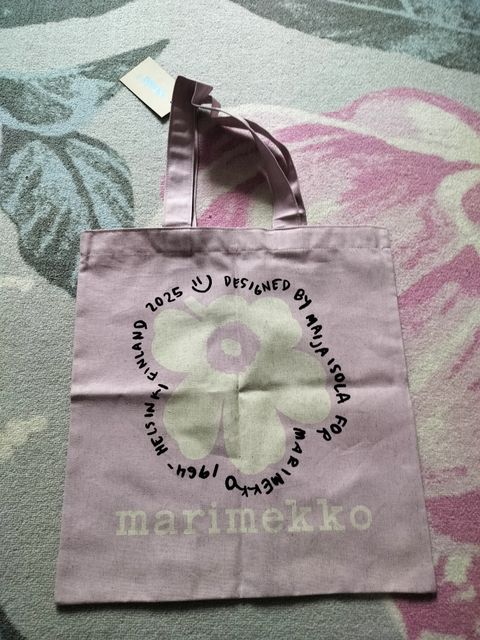 DESIGNED BY MAIJA ISOLA FOR MARIMEKKO 1964- HELSINKI FINLAND 2025 =)
marimekko